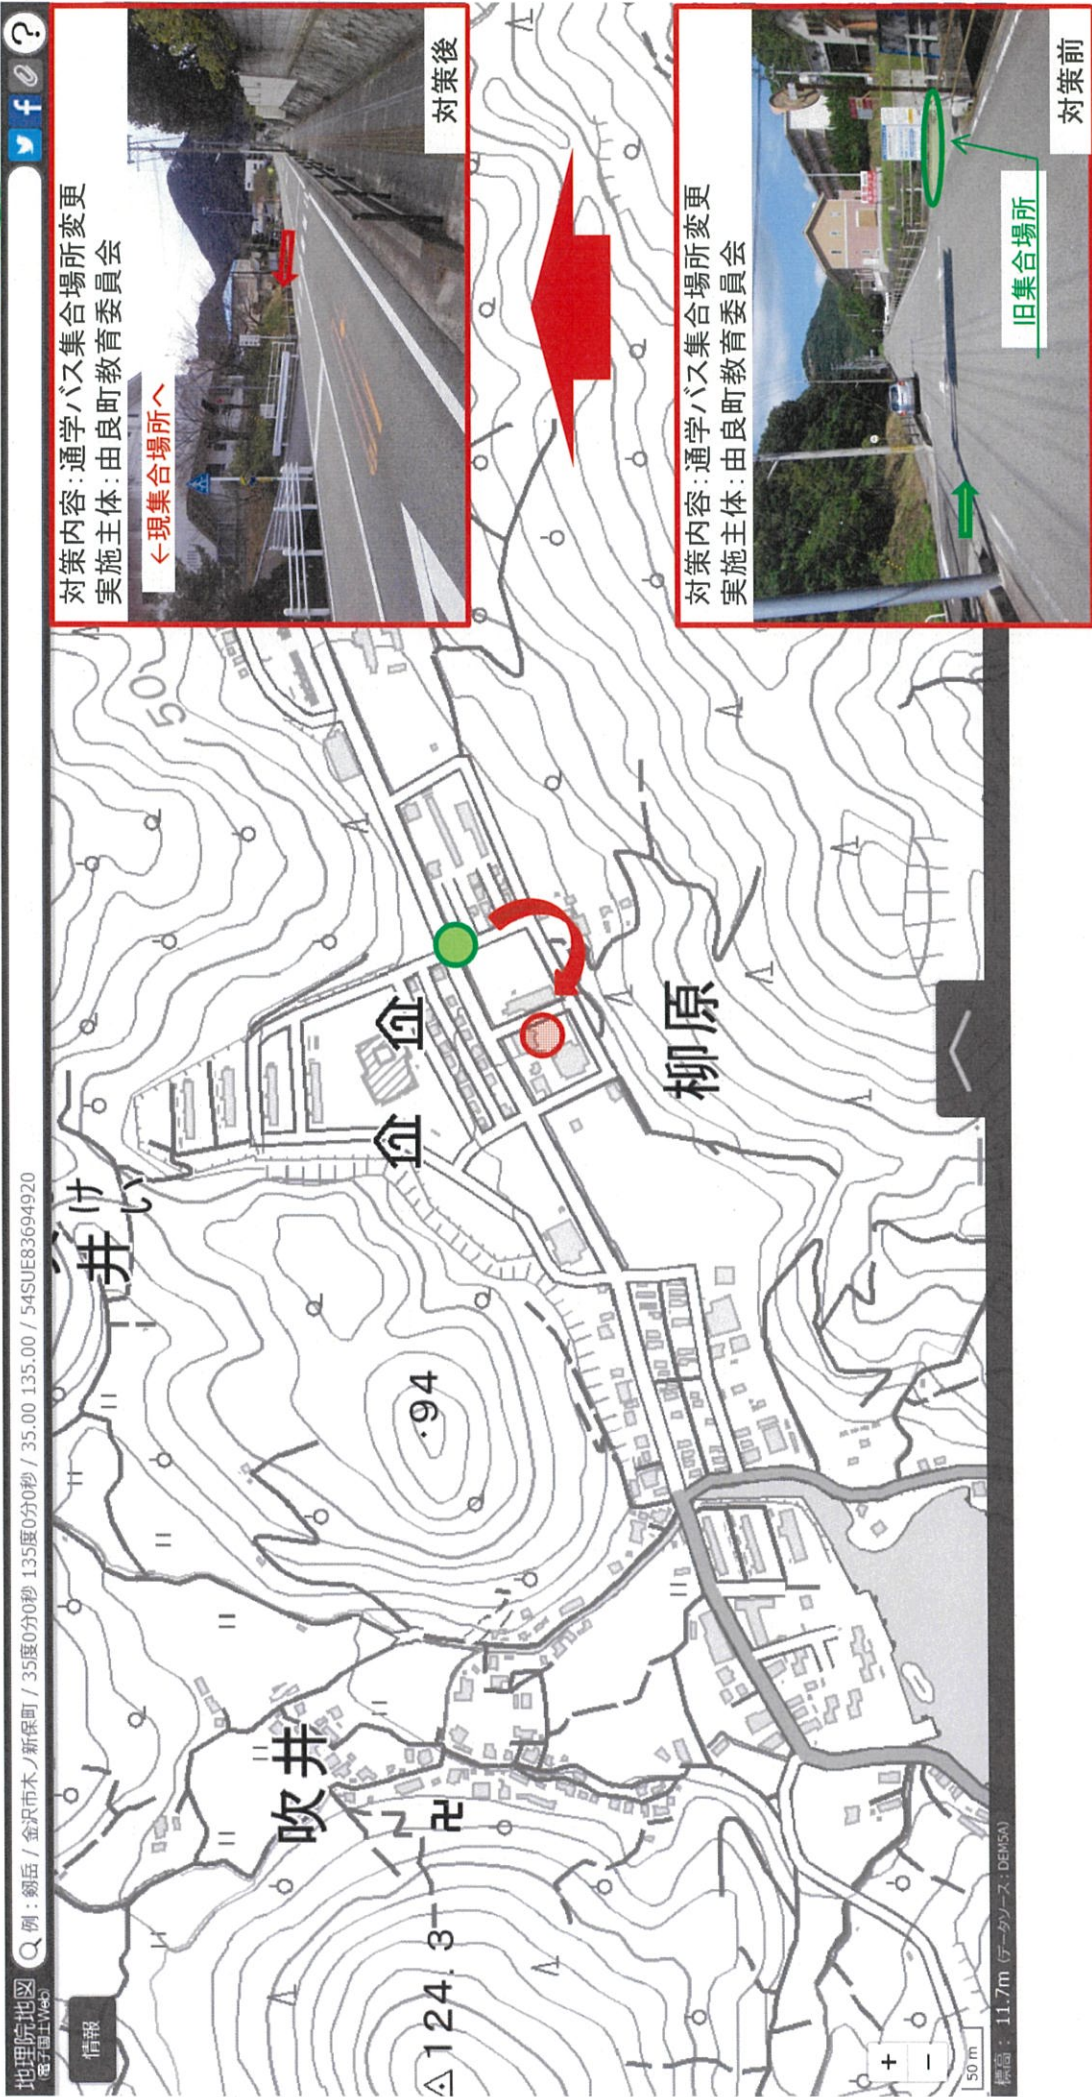 地理院地図
(電子国土Web)
例：剱岳 / 金沢市木ノ新保町 / 35度0分0秒 135度0分0秒 / 35.00 135.00 / 54SUE83694920
?
情報
対策内容：通学バス集合場所変更
実施主体：由良町教育委員会
←現集合場所へ
対策後
対策内容：通学バス集合場所変更
実施主体：由良町教育委員会
旧集合場所
対策前
50
井
け
い
・94
吹井
柳原
卍
124.3
+
−
50 m
標高： 11.7m (データソース：DEM5A)